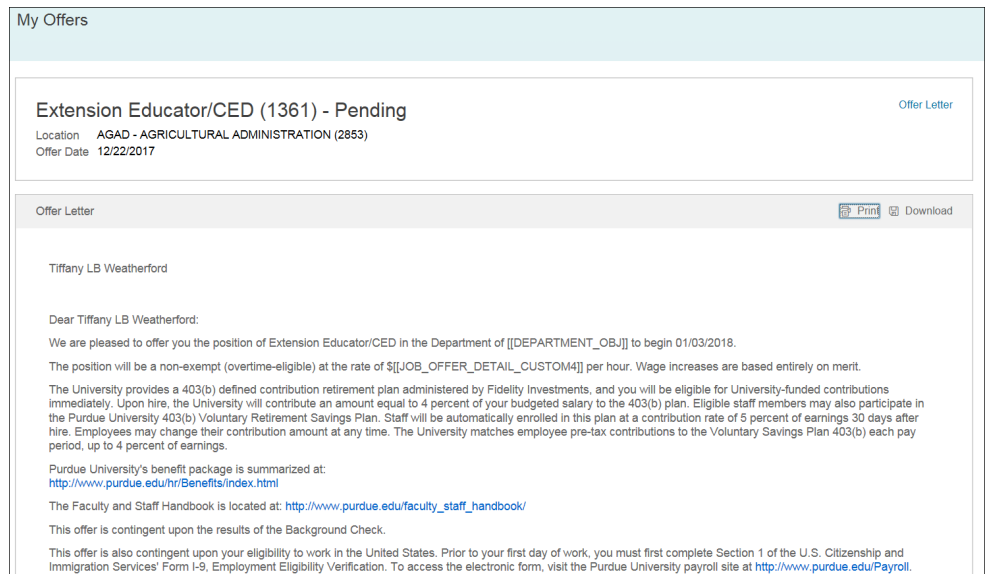 My Offers
Extension Educator/CED (1361) - Pending
Offer Letter
Location AGAD - AGRICULTURAL ADMINISTRATION (2853)
Offer Date 12/22/2017
Offer Letter
Print Download
Tiffany LB Weatherford
Dear Tiffany LB Weatherford:
We are pleased to offer you the position of Extension Educator/CED in the Department of [[DEPARTMENT_OBJ]] to begin 01/03/2018.
The position will be a non-exempt (overtime-eligible) at the rate of $[[JOB_OFFER_DETAIL_CUSTOM4]] per hour. Wage increases are based entirely on merit.
The University provides a 403(b) defined contribution retirement plan administered by Fidelity Investments, and you will be eligible for University-funded contributions
immediately. Upon hire, the University will contribute an amount equal to 4 percent of your budgeted salary to the 403(b) plan. Eligible staff members may also participate in
the Purdue University 403(b) Voluntary Retirement Savings Plan. Staff will be automatically enrolled in this plan at a contribution rate of 5 percent of earnings 30 days after
hire. Employees may change their contribution amount at any time. The University matches employee pre-tax contributions to the Voluntary Savings Plan 403(b) each pay
period, up to 4 percent of earnings.
Purdue University's benefit package is summarized at:
http://www.purdue.edu/hr/Benefits/index.html
The Faculty and Staff Handbook is located at: http://www.purdue.edu/faculty_staff_handbook/
This offer is contingent upon the results of the Background Check.
This offer is also contingent upon your eligibility to work in the United States. Prior to your first day of work, you must first complete Section 1 of the U.S. Citizenship and
Immigration Services' Form I-9, Employment Eligibility Verification. To access the electronic form, visit the Purdue University payroll site at http://www.purdue.edu/Payroll.